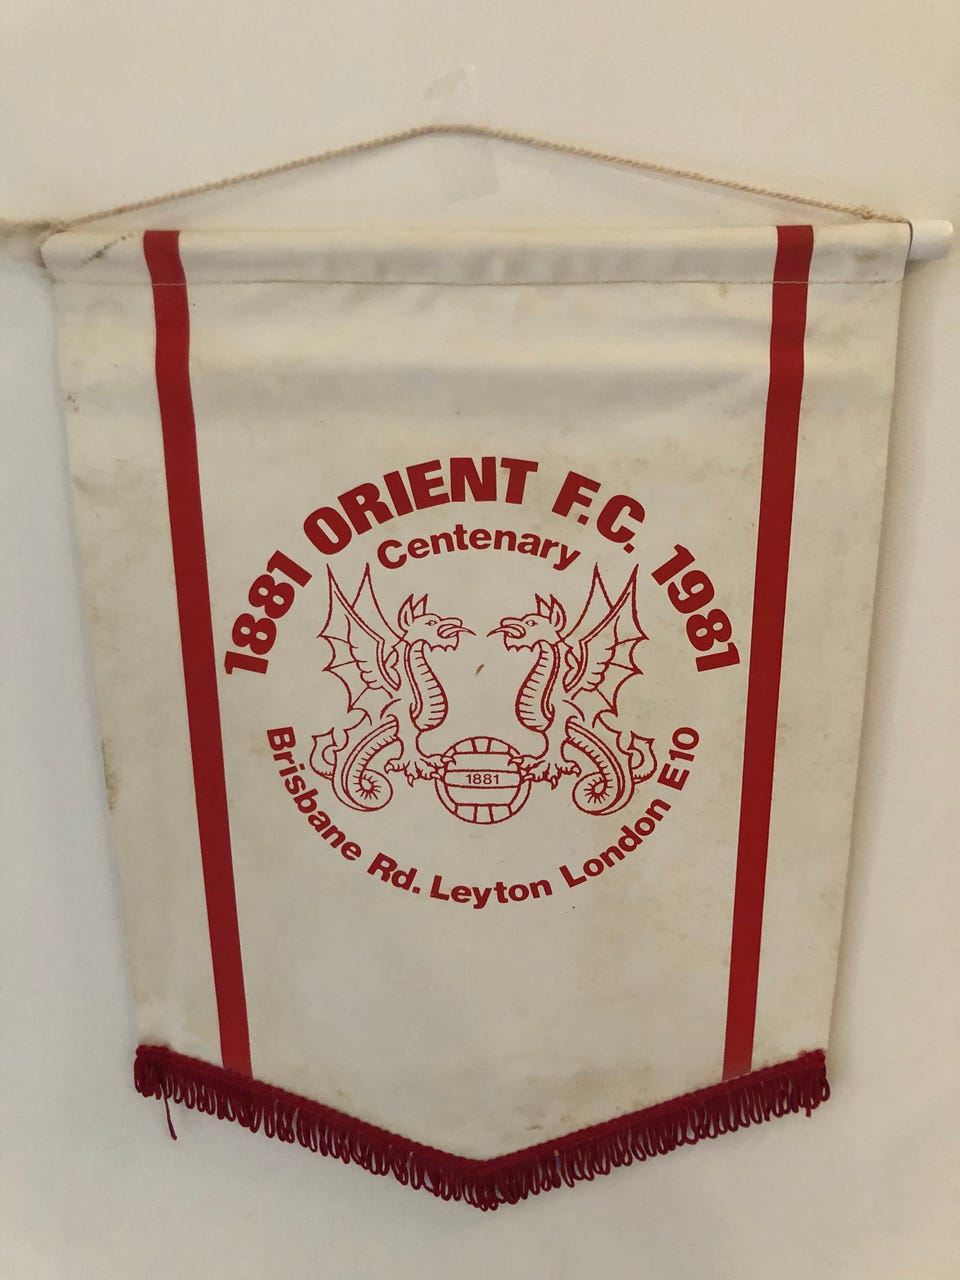 1881 ORIENT F.C. 1981
Centenary
1881
Brisbane Rd. Leyton London E10